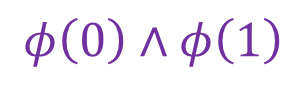 𝜙(0) ∧ 𝜙(1)